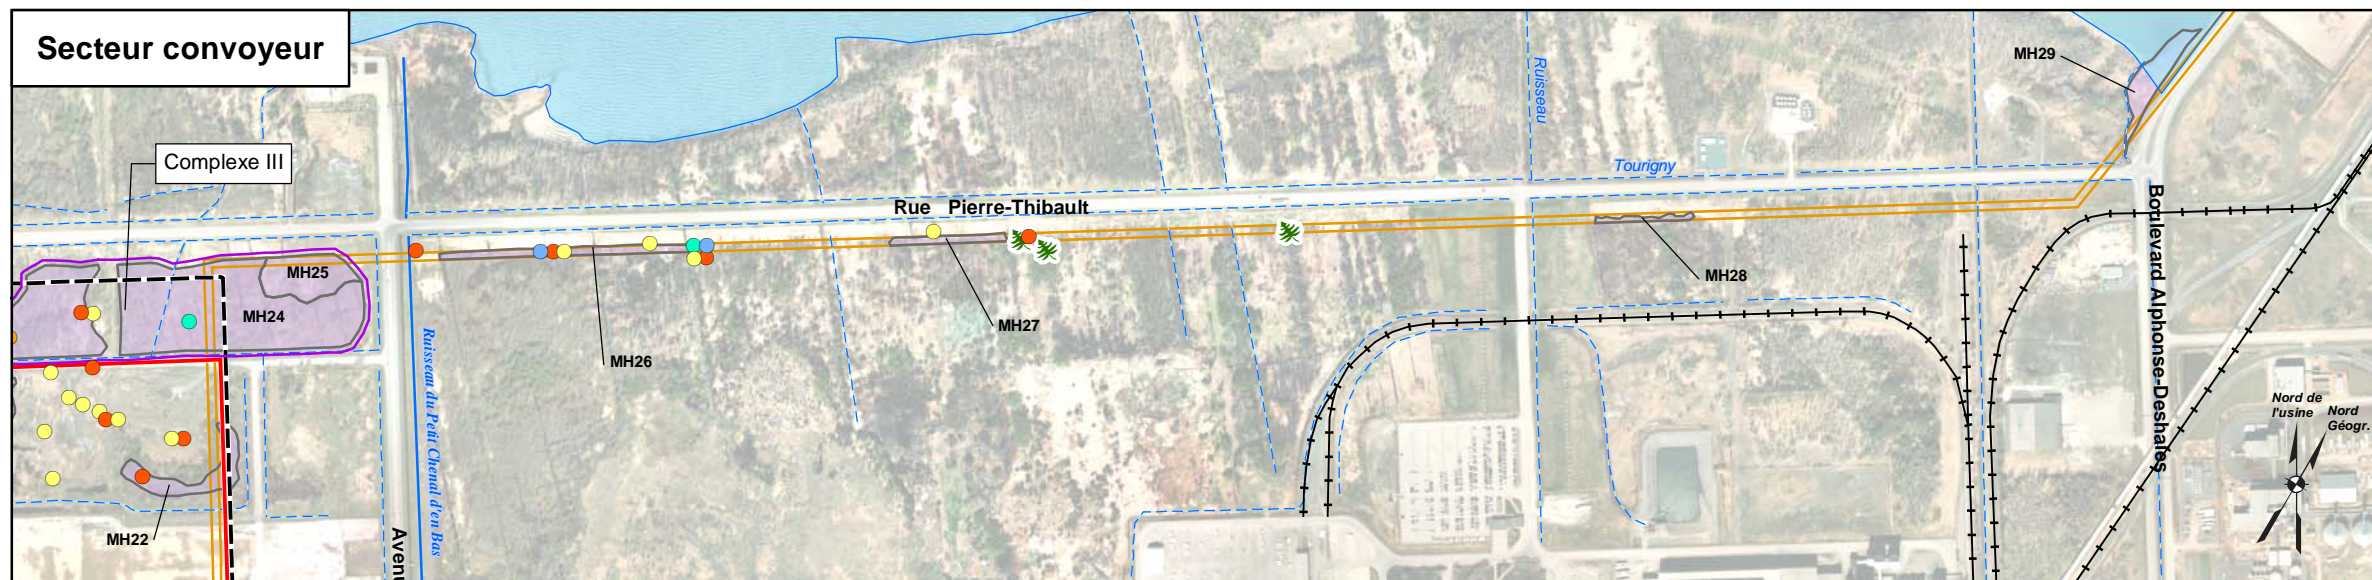 Secteur convoyeur
Complexe III
MH25
MH24
MH22
MH26
MH27
MH28
MH29
Rue Pierre-Thibault
Ruisseau
Tourigny
Ruisseau du Petit Chenal d'en Bas
Boulevard Alphonse-Deshaies
Nord de
l'usine
Nord
Géogr.